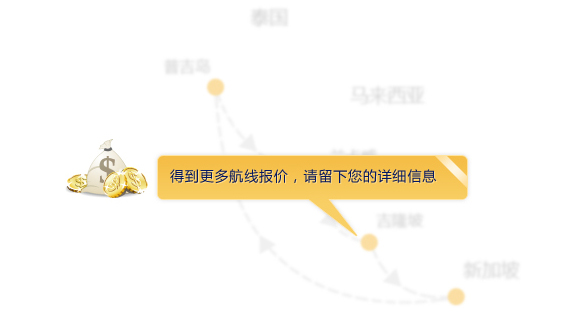 泰国
普吉岛
马来西亚
得到更多航线报价，请留下您的详细信息
吉隆坡
新加坡